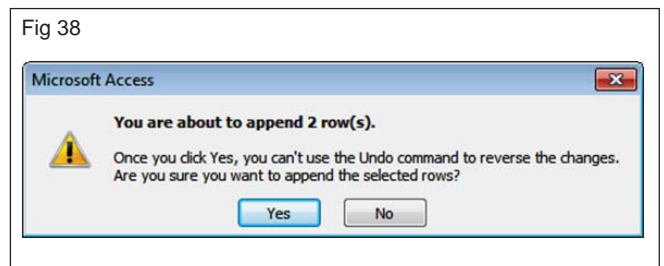 Fig 38
Microsoft Access
You are about to append 2 row(s).
Once you click Yes, you can't use the Undo command to reverse the changes.
Are you sure you want to append the selected rows?
Yes No